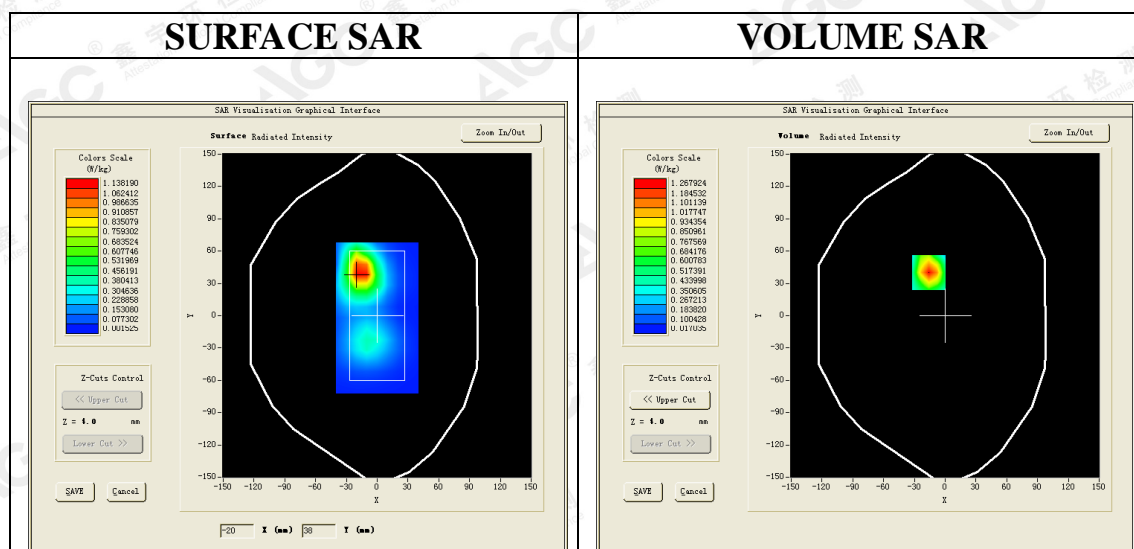 SURFACE SAR
VOLUME SAR
SAR Visualisation Graphical Interface
Surface Radiated Intensity
Zoom In/Out
Colors Scale
(W/kg)
1.138190
1.062412
0.986635
0.910857
0.835079
0.759302
0.683524
0.607746
0.531969
0.456191
0.380413
0.304636
0.228858
0.153080
0.077302
0.001525
150
120
90
60
30
0
-30
-60
-90
-120
-150
Y
-150 -120 -90 -60 -30 0 30 60 90 120 150
X
Z-Cuts Control
<< Upper Cut
Z = 4.0 mm
Lower Cut >>
SAVE Cancel
-20 X (mm) 38 Y (mm)
SAR Visualisation Graphical Interface
Volume Radiated Intensity
Zoom In/Out
Colors Scale
(W/kg)
1.267924
1.184532
1.101139
1.017747
0.934354
0.850961
0.767569
0.684176
0.600783
0.517391
0.433998
0.350605
0.267213
0.183820
0.100428
0.017035
150
120
90
60
30
0
-30
-60
-90
-120
-150
Y
-150 -120 -90 -60 -30 0 30 60 90 120 150
X
Z-Cuts Control
<< Upper Cut
Z = 4.0 mm
Lower Cut >>
SAVE Cancel